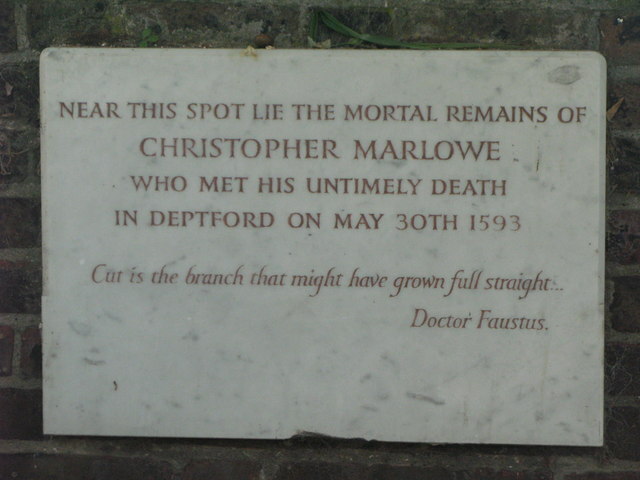 NEAR THIS SPOT LIE THE MORTAL REMAINS OF
CHRISTOPHER MARLOWE
WHO MET HIS UNTIMELY DEATH
IN DEPTFORD ON MAY 30TH 1593
Cut is the branch that might have grown full straight...
Doctor Faustus.